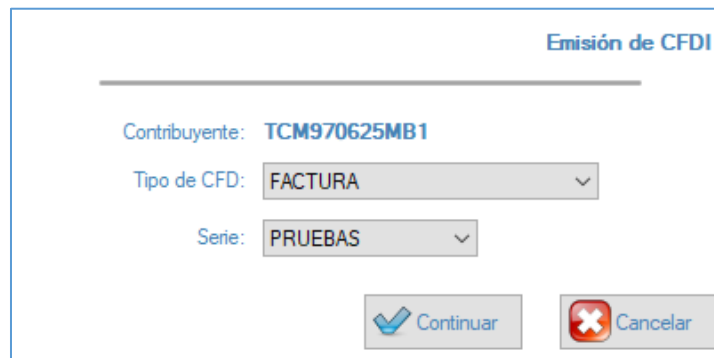 Emisión de CFDI
Contribuyente: TCM970625MB1
Tipo de CFD: FACTURA
Serie: PRUEBAS
Continuar Cancelar